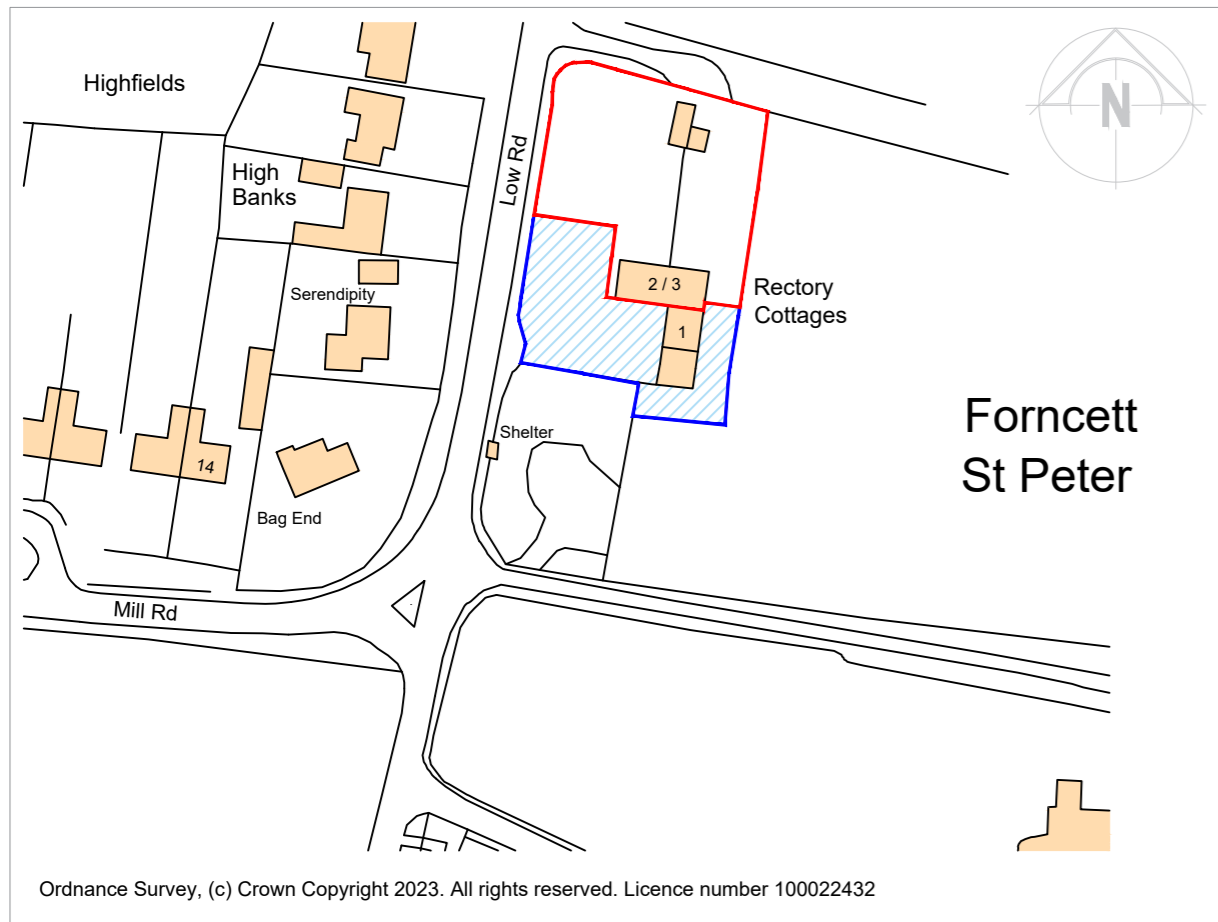 Highfields
N
Low Rd
High
Banks
2 / 3
Rectory
Cottages
Serendipity
1
Forncett
St Peter
Shelter
14
Bag End
Mill Rd
Ordnance Survey, (c) Crown Copyright 2023. All rights reserved. Licence number 100022432